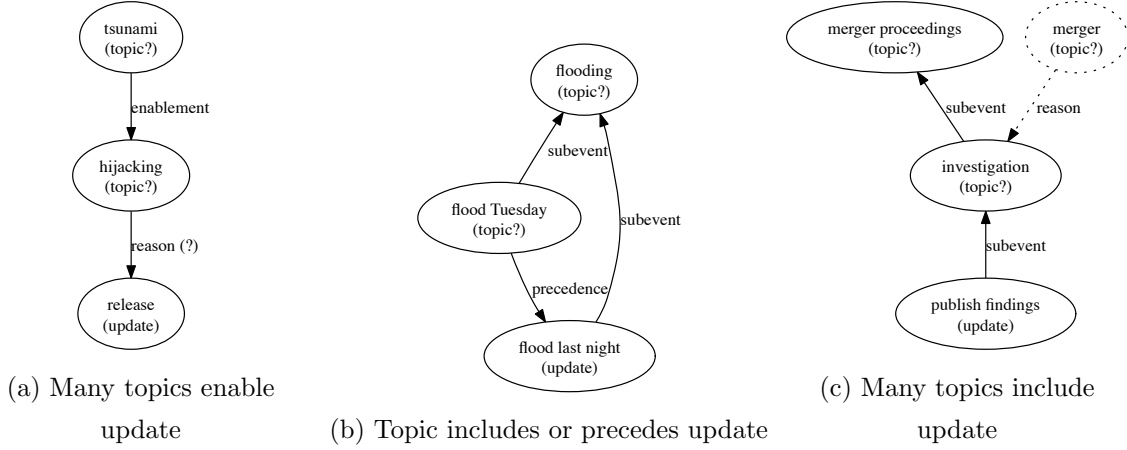 tsunami
(topic?)
enablement
hijacking
(topic?)
reason (?)
release
(update)
(a) Many topics enable
update
flooding
(topic?)
subevent
flood Tuesday
(topic?)
subevent
precedence
flood last night
(update)
(b) Topic includes or precedes update
merger proceedings
(topic?)
merger
(topic?)
subevent
reason
investigation
(topic?)
subevent
publish findings
(update)
(c) Many topics include
update